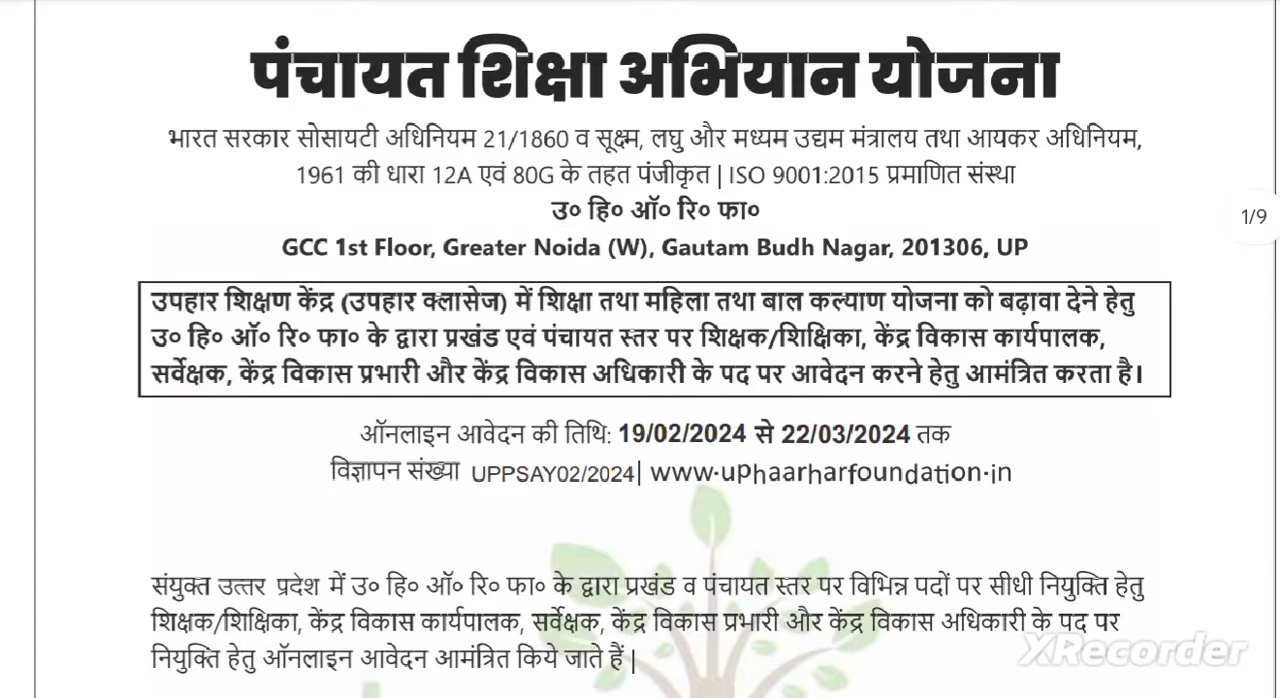 पंचायत शिक्षा अभियान योजना
भारत सरकार सोसायटी अधिनियम 21/1860 व सूक्ष्म, लघु और मध्यम उद्यम मंत्रालय तथा आयकर अधिनियम,
1961 की धारा 12A एवं 80G के तहत पंजीकृत | ISO 9001:2015 प्रमाणित संस्था
उ० हि० ऑ० रि० फा०
GCC 1st Floor, Greater Noida (W), Gautam Budh Nagar, 201306, UP
1/9
उपहार शिक्षण केंद्र (उपहार क्लासेज) में शिक्षा तथा महिला तथा बाल कल्याण योजना को बढ़ावा देने हेतु
उ० हि० ऑ० रि० फा० के द्वारा प्रखंड एवं पंचायत स्तर पर शिक्षक/शिक्षिका, केंद्र विकास कार्यपालक,
सर्वेक्षक, केंद्र विकास प्रभारी और केंद्र विकास अधिकारी के पद पर आवेदन करने हेतु आमंत्रित करता है।
ऑनलाइन आवेदन की तिथि: 19/02/2024 से 22/03/2024 तक
विज्ञापन संख्या UPPSAY02/2024| www.uphaarharfoundation.in
संयुक्त उत्तर प्रदेश में उ० हि० ऑ० रि० फा० के द्वारा प्रखंड व पंचायत स्तर पर विभिन्न पदों पर सीधी नियुक्ति हेतु
शिक्षक/शिक्षिका, केंद्र विकास कार्यपालक, सर्वेक्षक, केंद्र विकास प्रभारी और केंद्र विकास अधिकारी के पद पर
नियुक्ति हेतु ऑनलाइन आवेदन आमंत्रित किये जाते हैं |
XRecorder